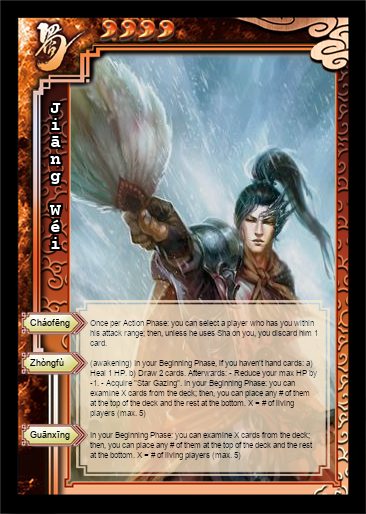 蜀
Jiāng Wéi
Cháofēng
Once per Action Phase: you can select a player who has you within
his attack range; then, unless he uses Sha on you, you discard him 1
card.
Zhòngfù
(awakening) In your Beginning Phase, if you haven't hand cards: a)
Heal 1 HP. b) Draw 2 cards. Afterwards: - Reduce your max HP by
-1. - Acquire "Star Gazing". In your Beginning Phase: you can
examine X cards from the deck; then, you can place any # of them
at the top of the deck and the rest at the bottom. X = # of living
players (max. 5)
Guānxīng
In your Beginning Phase: you can examine X cards from the deck;
then, you can place any # of them at the top of the deck and the rest
at the bottom. X = # of living players (max. 5)